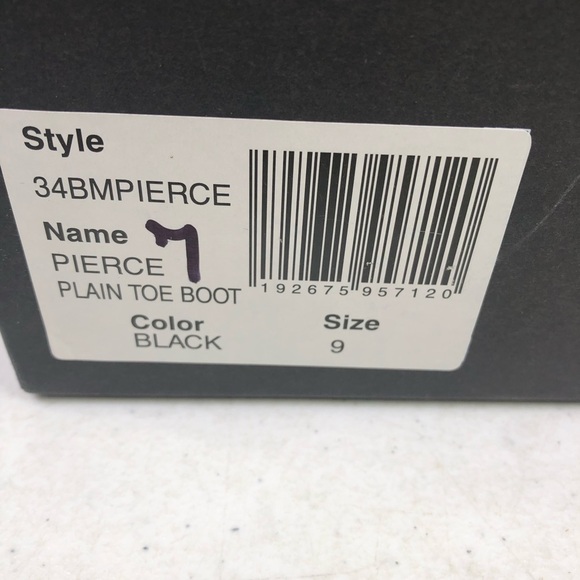 Style
34BMPIERCE
Name
PIERCE
PLAIN TOE BOOT
Color
BLACK
Size
9
192675 957120